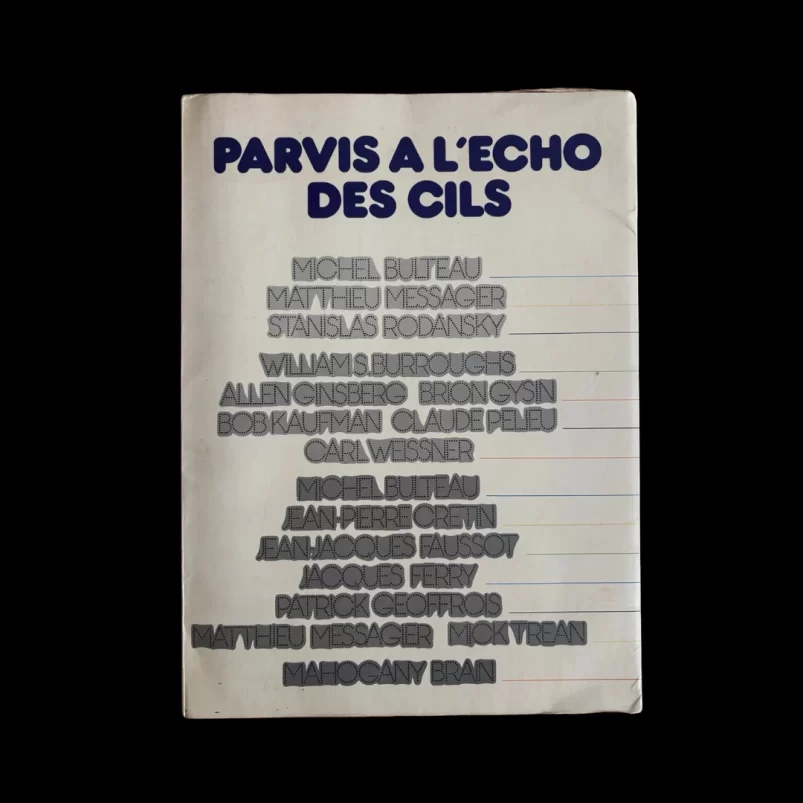 PARVIS A L'ECHO
DES CILS
MICHEL BULTEAU
MATTHIEU MESSAGIER
STANISLAS RODANSKY
WILLIAM S. BURROUGHS
ALLEN GINSBERG BRION GYSIN
BOB KAUFMAN CLAUDE PELIEU
CARL WEISSNER
MICHEL BULTEAU
JEAN-PIERRE CRETIN
JEAN-JACQUES FAUSSOT
JACQUES FERRY
PATRICK GEOFFROIS
MATTHIEU MESSAGIER MICK TREAN
MAHOGANY BRAIN